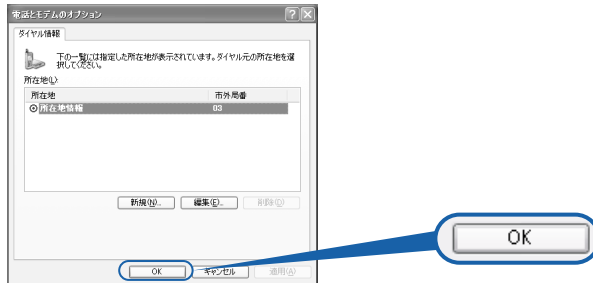 電話とモデムのオプション
ダイヤル情報
下の一覧には指定した所在地が表示されています。ダイヤル元の所在地を選
択してください。
所在地(L):
所在地 市外局番
所在地情報 03
新規(N)... 編集(E)... 削除(D)
OK キャンセル 適用(A)
OK